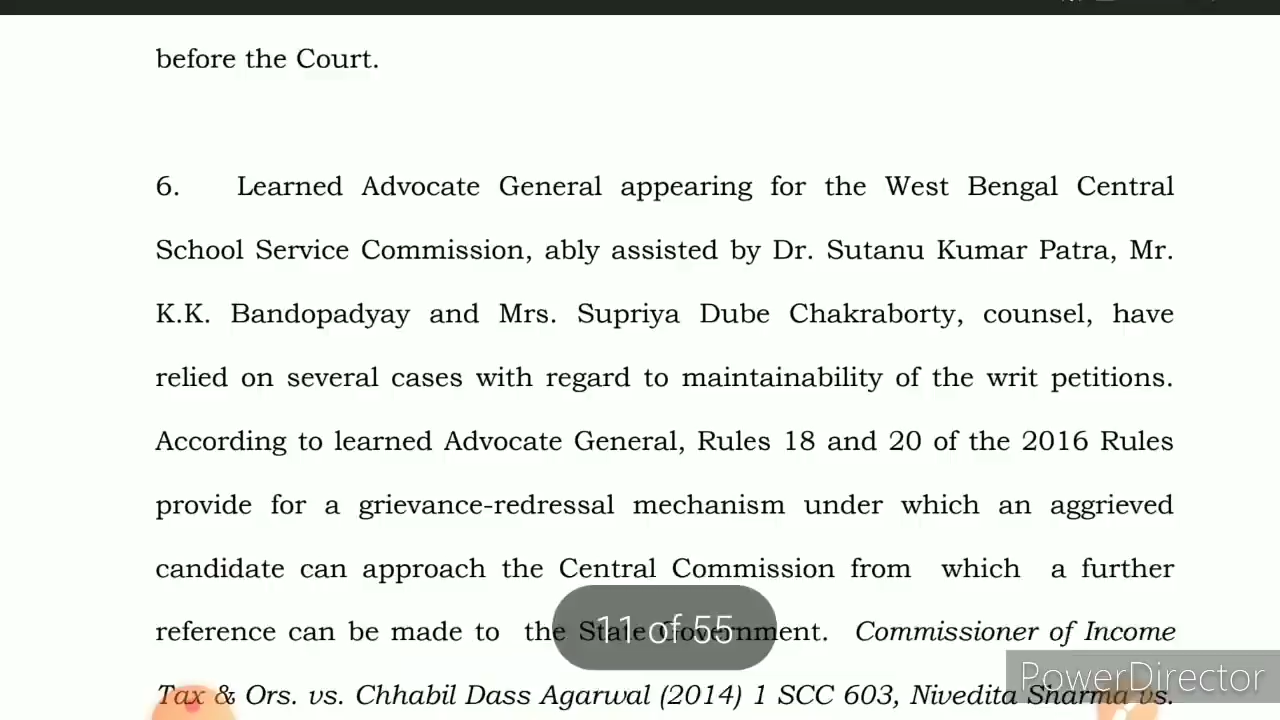 before the Court.
6. Learned Advocate General appearing for the West Bengal Central
School Service Commission, ably assisted by Dr. Sutanu Kumar Patra, Mr.
K.K. Bandopadyay and Mrs. Supriya Dube Chakraborty, counsel, have
relied on several cases with regard to maintainability of the writ petitions.
According to learned Advocate General, Rules 18 and 20 of the 2016 Rules
provide for a grievance-redressal mechanism under which an aggrieved
candidate can approach the Central Commission from which a further
reference can be made to the State Government. Commissioner of Income
11 of 55
Tax & Ors. vs. Chhabil Dass Agarwal (2014) 1 SCC 603, Nivedita Sharma vs.
PowerDirector